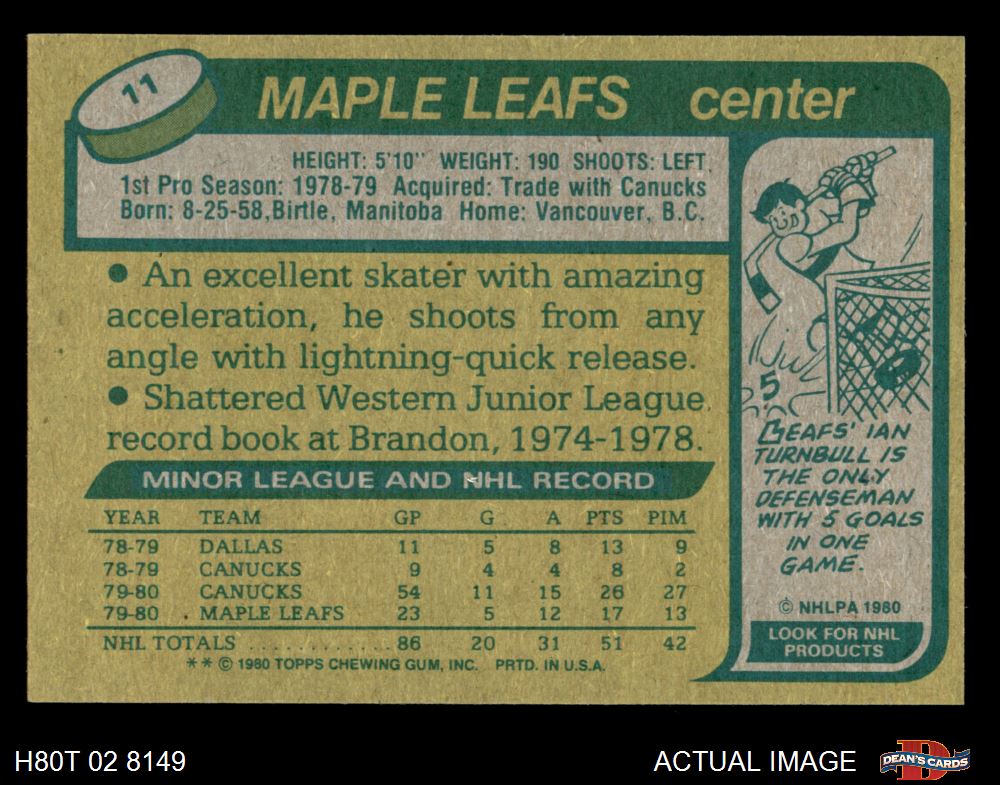 11
MAPLE LEAFS center
HEIGHT: 5'10" WEIGHT: 190 SHOOTS: LEFT
1st Pro Season: 1978-79 Acquired: Trade with Canucks
Born: 8-25-58, Birtle, Manitoba Home: Vancouver, B.C.
● An excellent skater with amazing
acceleration, he shoots from any
angle with lightning-quick release.
● Shattered Western Junior League
record book at Brandon, 1974-1978.
MINOR LEAGUE AND NHL RECORD
YEAR TEAM GP G A PTS PIM
78-79 DALLAS 11 5 8 13 9
78-79 CANUCKS 9 4 4 8 2
79-80 CANUCKS 54 11 15 26 27
79-80 MAPLE LEAFS 23 5 12 17 13
NHL TOTALS ............ 86 20 31 51 42
** © 1980 TOPPS CHEWING GUM, INC. PRTD. IN U.S.A.
5
LEAFS' IAN
TURNBULL IS
THE ONLY
DEFENSEMAN
WITH 5 GOALS
IN ONE
GAME.
© NHLPA 1980
LOOK FOR NHL
PRODUCTS
H80T 02 8149
ACTUAL IMAGE
D
DEAN'S CARDS